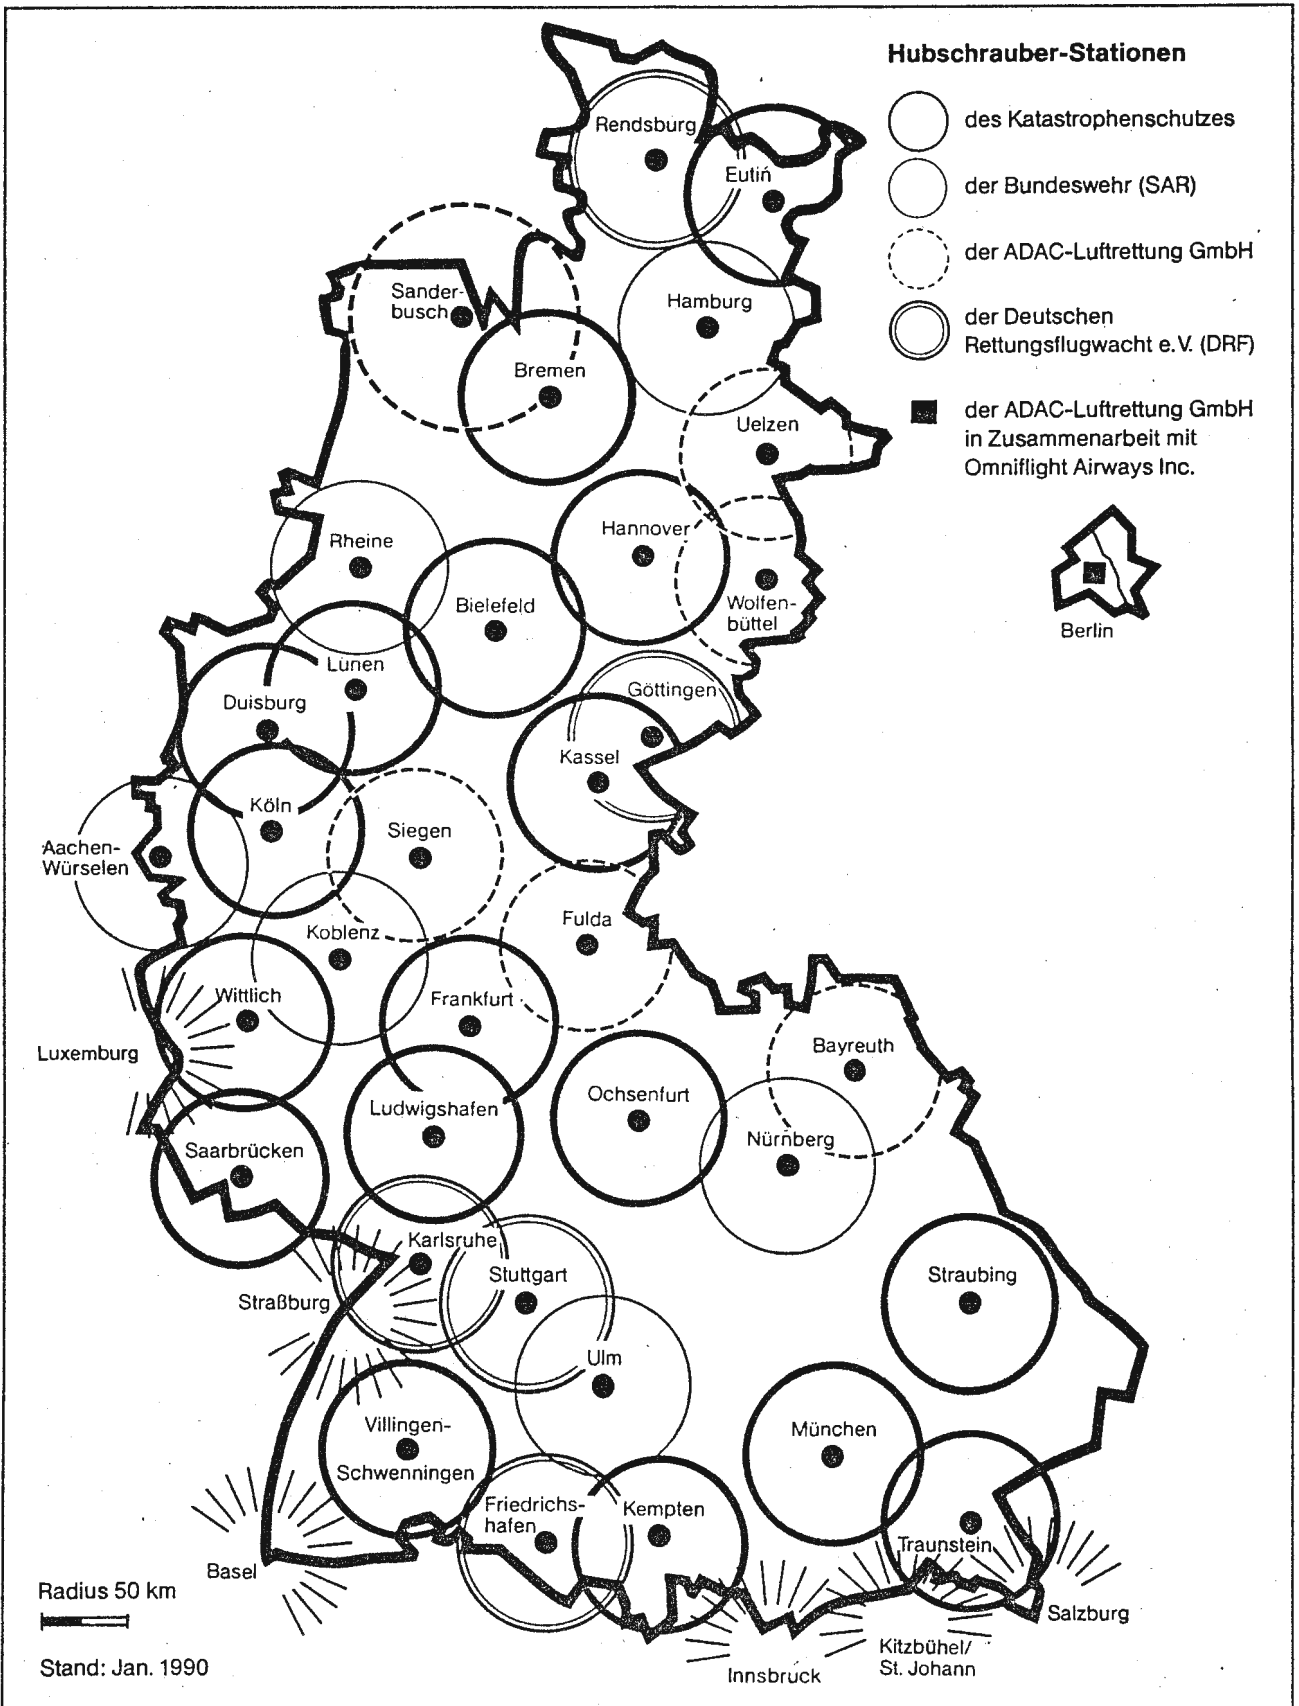 Hubschrauber-Stationen
des Katastrophenschutzes
der Bundeswehr (SAR)
der ADAC-Luftrettung GmbH
der Deutschen
Rettungsflugwacht e.V. (DRF)
der ADAC-Luftrettung GmbH
in Zusammenarbeit mit
Omniflight Airways Inc.
Rendsburg
Eutin
Sander-
busch
Hamburg
Bremen
Uelzen
Hannover
Rheine
Bielefeld
Wolfen-
büttel
Berlin
Lünen
Göttingen
Duisburg
Kassel
Köln
Siegen
Aachen-
Würselen
Fulda
Koblenz
Wittlich
Frankfurt
Luxemburg
Bayreuth
Ochsenfurt
Ludwigshafen
Nürnberg
Saarbrücken
Karlsruhe
Stuttgart
Straubing
Straßburg
Ulm
Villingen-
Schwenningen
München
Friedrichs-
hafen
Kempten
Traunstein
Basel
Salzburg
Kitzbühel/
St. Johann
Innsbruck
Radius 50 km
Stand: Jan. 1990